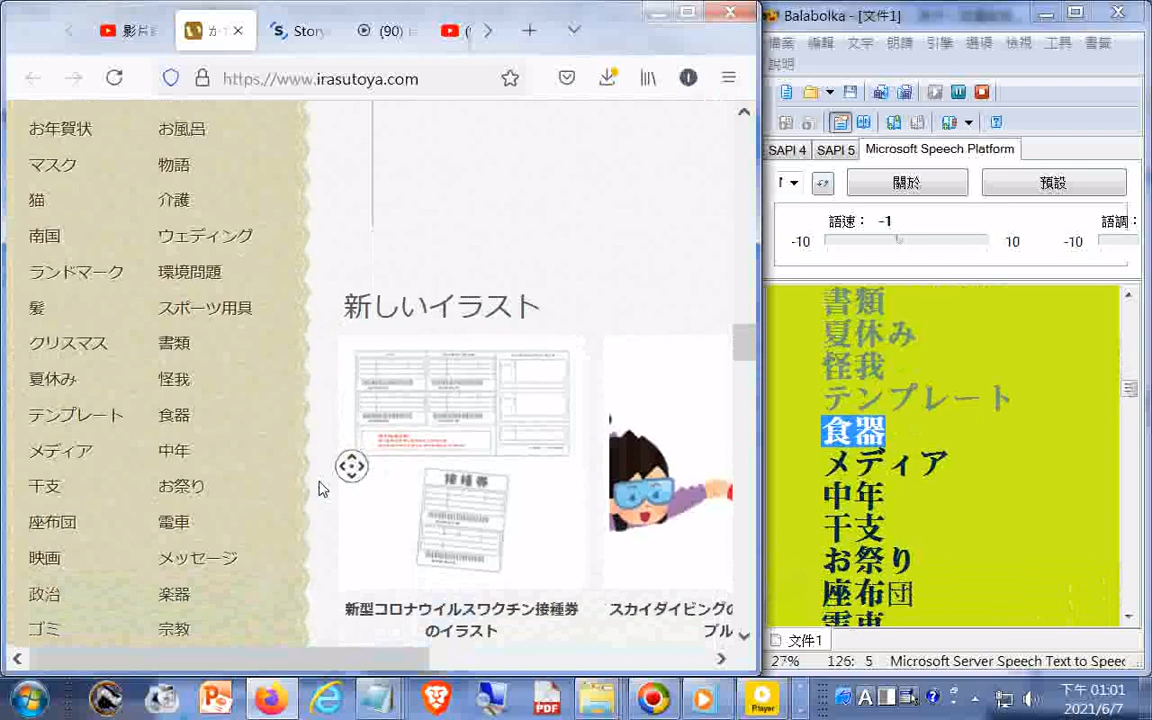 影片
か
Story
(90)
https://www.irasutoya.com
お年賀状 お風呂
マスク 物語
猫 介護
南国 ウェディング
ランドマーク 環境問題
髪 スポーツ用具
クリスマス 書類
夏休み 怪我
テンプレート 食器
メディア 中年
干支 お祭り
座布団 電車
映画 メッセージ
政治 楽器
ゴミ 宗教
新しいイラスト
接種券
新型コロナウイルスワクチン接種券
のイラスト
スカイダイビングの
プル
Balabolka - [文件1]
檔案 編輯 文字 朗讀 引擎 選項 檢視 工具 書籤
說明
SAPI 4 SAPI 5 Microsoft Speech Platform
關於 預設
語速: -1 語調:
-10 10 -10
書類
夏休み
怪我
テンプレート
食器
メディア
中年
干支
お祭り
座布団
電車
文件1
27% 126: 5 Microsoft Server Speech Text to Speec
PDF
Player
A
下午 01:01
2021/6/7